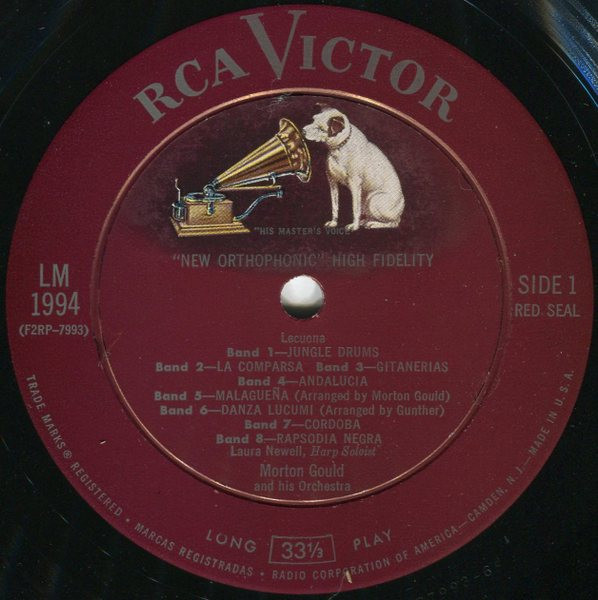 RCA VICTOR
"HIS MASTER'S VOICE"
"NEW ORTHOPHONIC" HIGH FIDELITY
LM
1994
(F2RP-7993)
SIDE 1
RED SEAL
Lecuona
Band 1—JUNGLE DRUMS
Band 2—LA COMPARSA Band 3—GITANERIAS
Band 4—ANDALUCIA
Band 5—MALAGUEÑA (Arranged by Morton Gould)
Band 6—DANZA LUCUMI (Arranged by Gunther)
Band 7—CORDOBA
Band 8—RAPSODIA NEGRA
Laura Newell, Harp Soloist
Morton Gould
and his Orchestra
LONG 33⅓ PLAY
TRADE MARKS ® REGISTERED • MARCAS REGISTRADAS • RADIO CORPORATION OF AMERICA—CAMDEN, N. J.—MADE IN U. S. A.